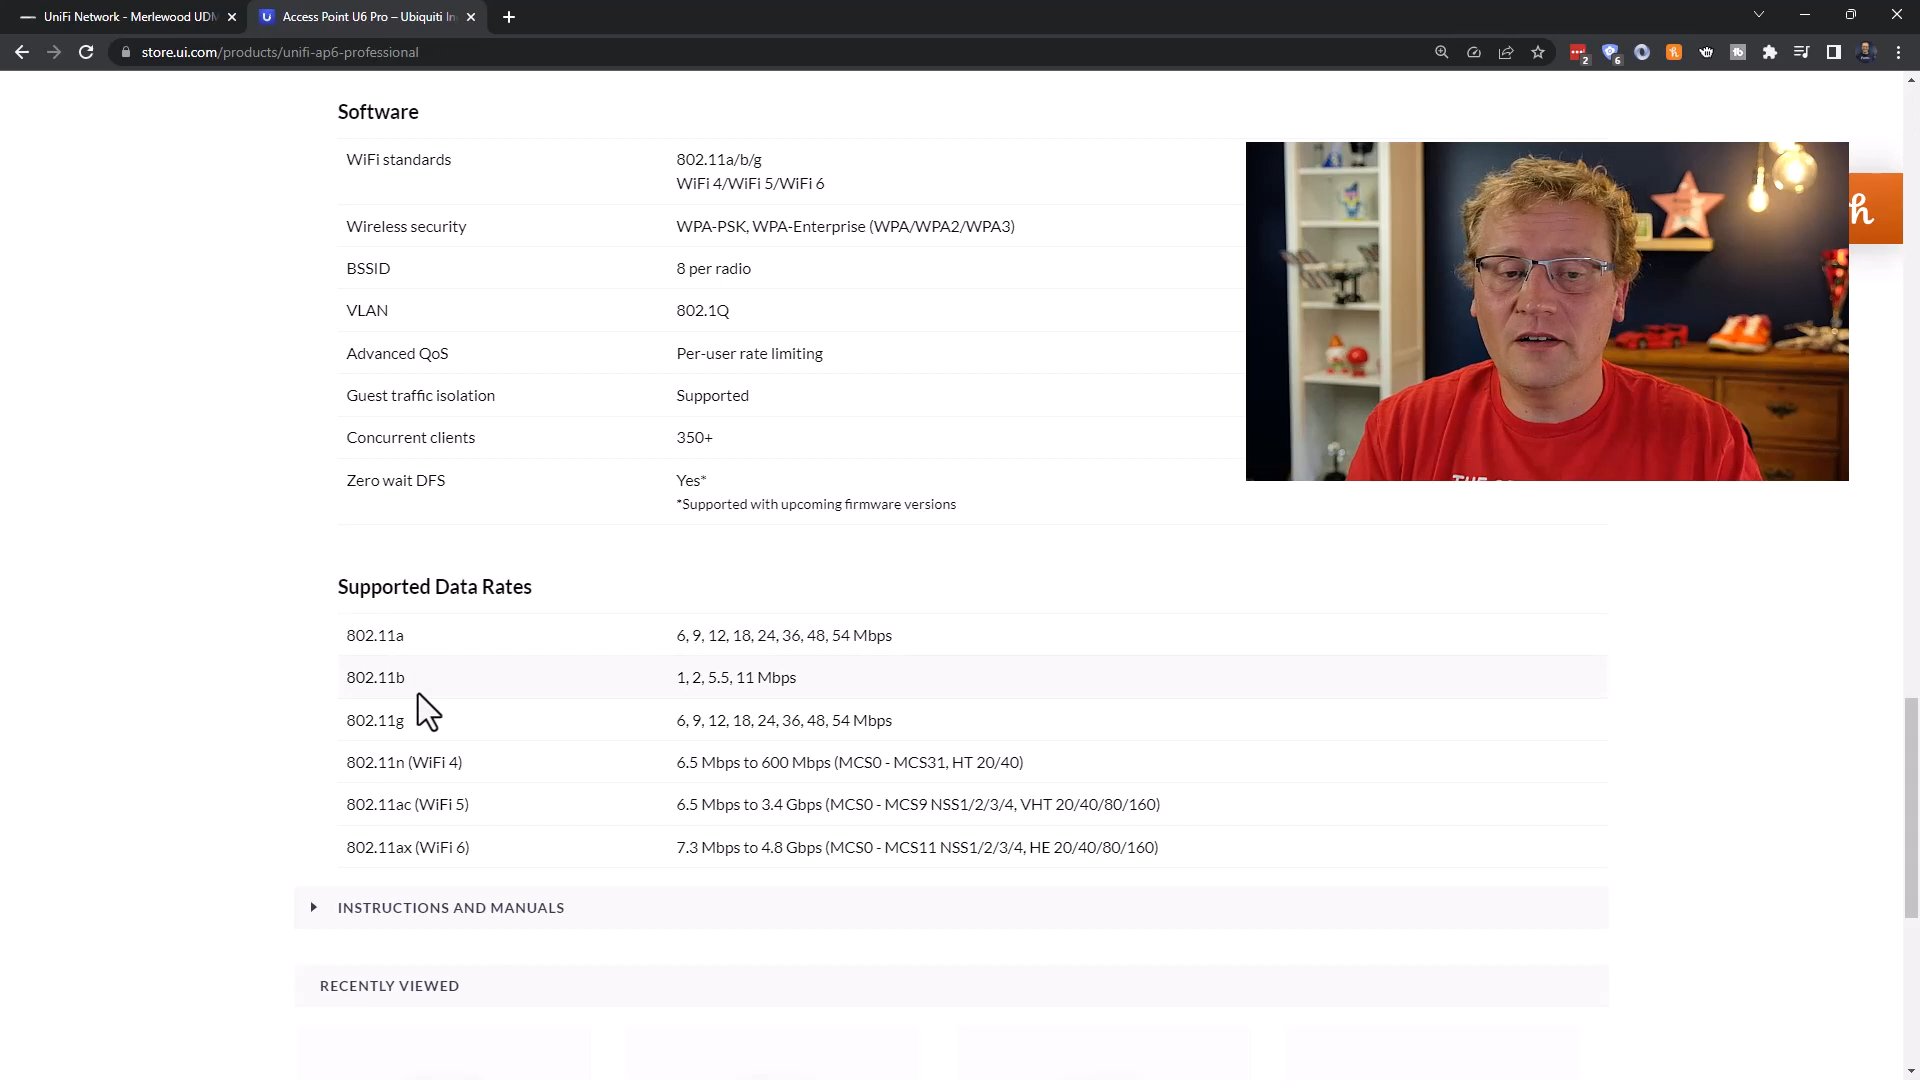 UniFi Network - Merlewood UDM
Access Point U6 Pro – Ubiquiti In
store.ui.com/products/unifi-ap6-professional
2
6
Software
WiFi standards
802.11a/b/g
WiFi 4/WiFi 5/WiFi 6
Wireless security
WPA-PSK, WPA-Enterprise (WPA/WPA2/WPA3)
BSSID
8 per radio
VLAN
802.1Q
Advanced QoS
Per-user rate limiting
Guest traffic isolation
Supported
Concurrent clients
350+
Zero wait DFS
Yes*
*Supported with upcoming firmware versions
h
Supported Data Rates
802.11a
6, 9, 12, 18, 24, 36, 48, 54 Mbps
802.11b
1, 2, 5.5, 11 Mbps
802.11g
6, 9, 12, 18, 24, 36, 48, 54 Mbps
802.11n (WiFi 4)
6.5 Mbps to 600 Mbps (MCS0 - MCS31, HT 20/40)
802.11ac (WiFi 5)
6.5 Mbps to 3.4 Gbps (MCS0 - MCS9 NSS1/2/3/4, VHT 20/40/80/160)
802.11ax (WiFi 6)
7.3 Mbps to 4.8 Gbps (MCS0 - MCS11 NSS1/2/3/4, HE 20/40/80/160)
INSTRUCTIONS AND MANUALS
RECENTLY VIEWED